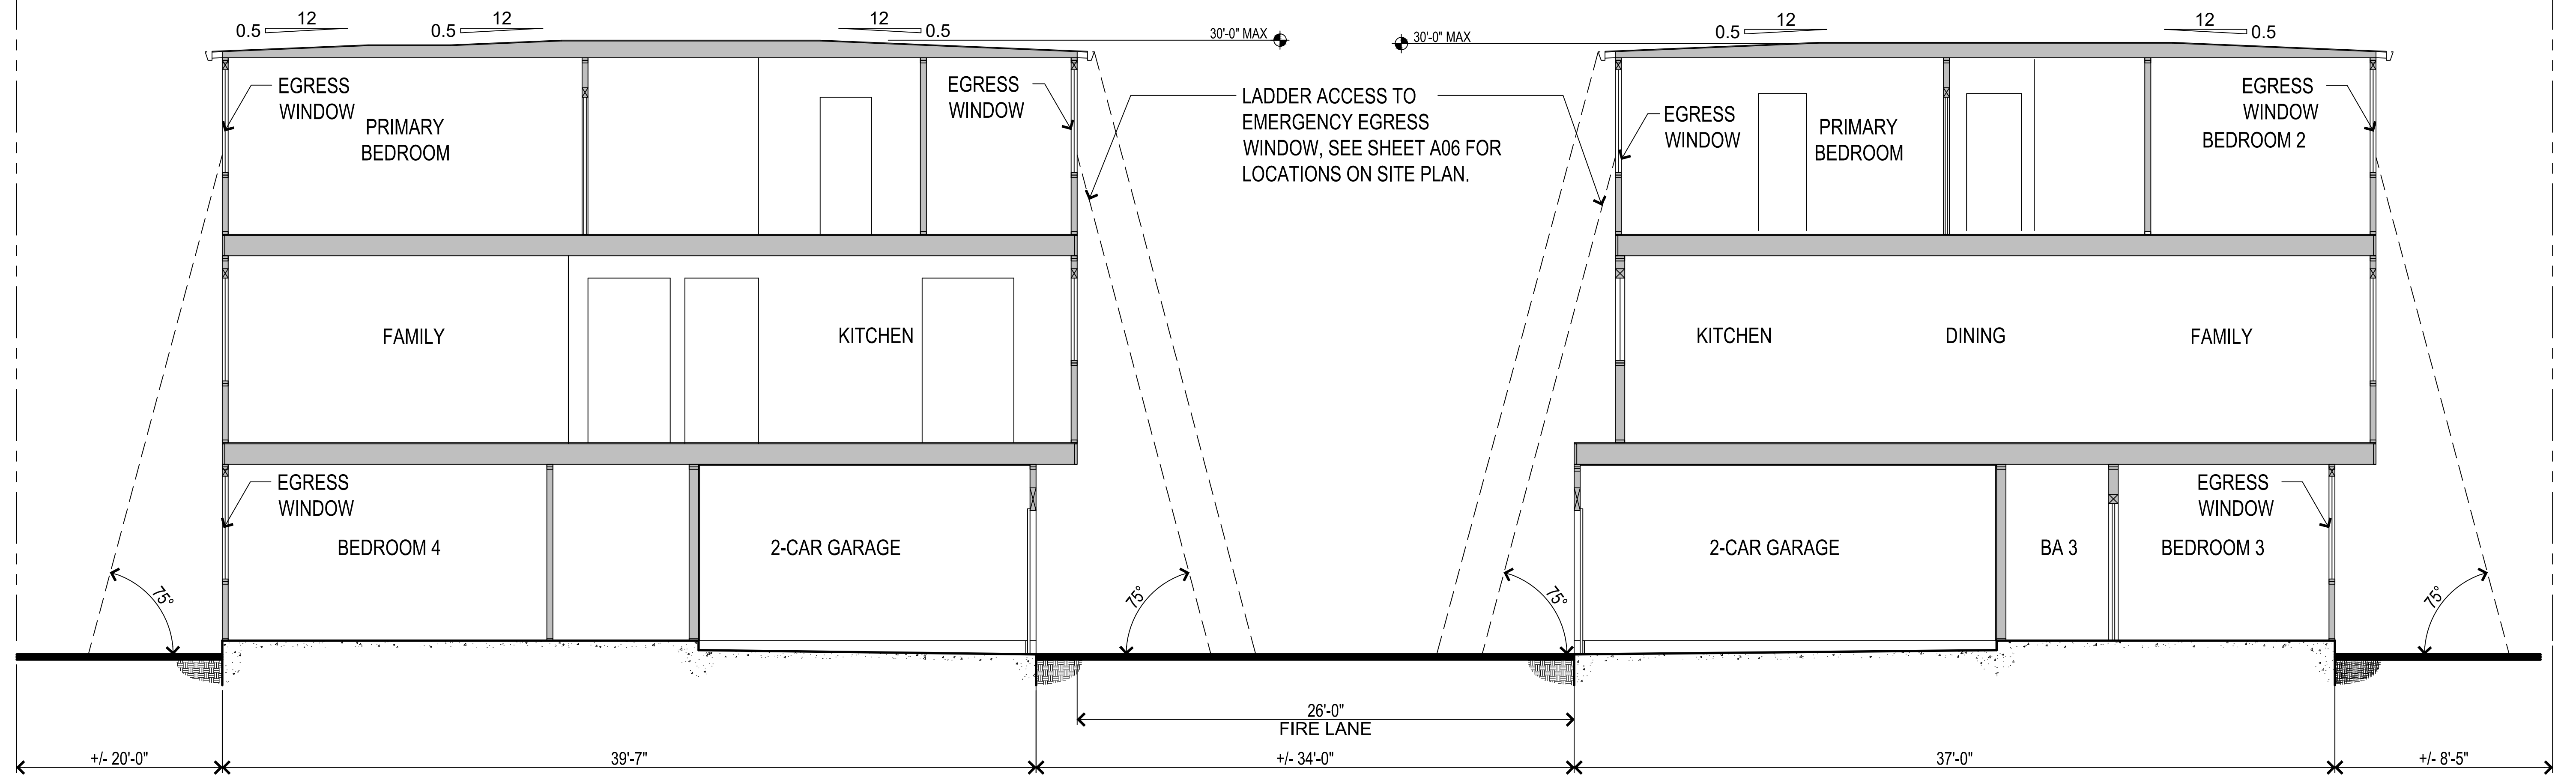 12
0.5
12
0.5
12
0.5
30'-0" MAX
30'-0" MAX
12
0.5
12
0.5
EGRESS
WINDOW
PRIMARY
BEDROOM
EGRESS
WINDOW
LADDER ACCESS TO
EMERGENCY EGRESS
WINDOW, SEE SHEET A06 FOR
LOCATIONS ON SITE PLAN.
EGRESS
WINDOW
PRIMARY
BEDROOM
EGRESS
WINDOW
BEDROOM 2
FAMILY
KITCHEN
KITCHEN
DINING
FAMILY
EGRESS
WINDOW
BEDROOM 4
2-CAR GARAGE
2-CAR GARAGE
BA 3
EGRESS
WINDOW
BEDROOM 3
75°
75°
75°
75°
26'-0"
FIRE LANE
+/- 20'-0"
39'-7"
+/- 34'-0"
37'-0"
+/- 8'-5"